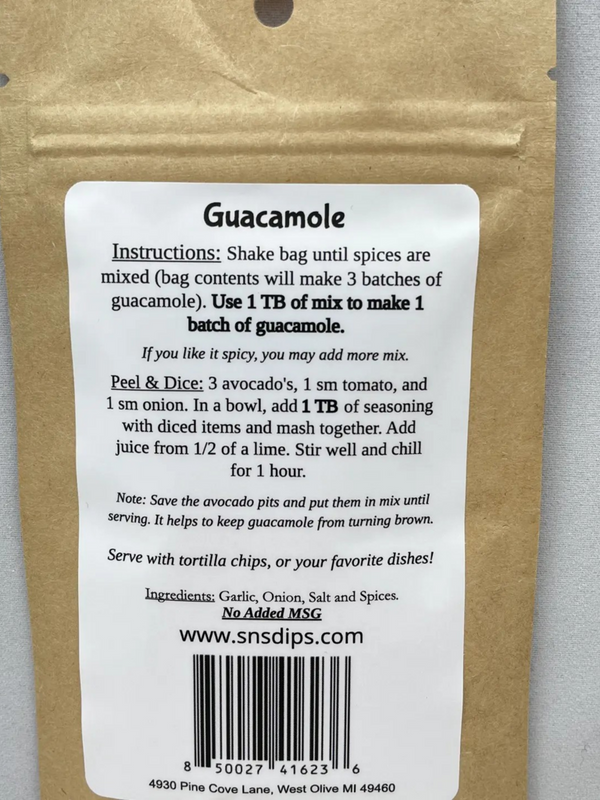 Guacamole
Instructions: Shake bag until spices are
mixed (bag contents will make 3 batches of
guacamole). Use 1 TB of mix to make 1
batch of guacamole.
If you like it spicy, you may add more mix.
Peel & Dice: 3 avocado's, 1 sm tomato, and
1 sm onion. In a bowl, add 1 TB of seasoning
with diced items and mash together. Add
juice from 1/2 of a lime. Stir well and chill
for 1 hour.
Note: Save the avocado pits and put them in mix until
serving. It helps to keep guacamole from turning brown.
Serve with tortilla chips, or your favorite dishes!
Ingredients: Garlic, Onion, Salt and Spices.
No Added MSG
www.snsdips.com
8 50027 41623 6
4930 Pine Cove Lane, West Olive MI 49460